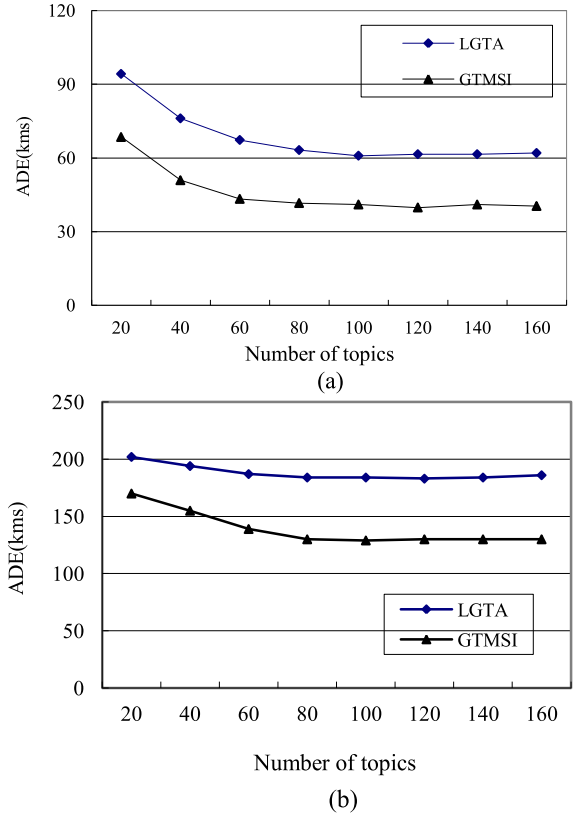 120
90
60
30
0
ADE(kms)
LGTA
GTMSI
20 40 60 80 100 120 140 160
Number of topics
(a)
250
200
150
100
50
0
ADE(kms)
LGTA
GTMSI
20 40 60 80 100 120 140 160
Number of topics
(b)